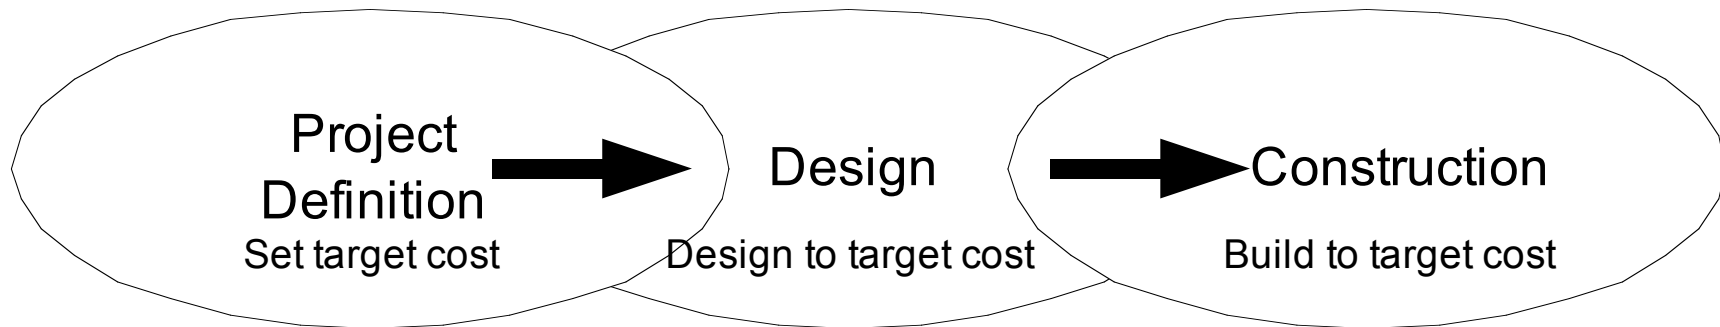 Project
Definition
Set target cost
Design
Design to target cost
Construction
Build to target cost